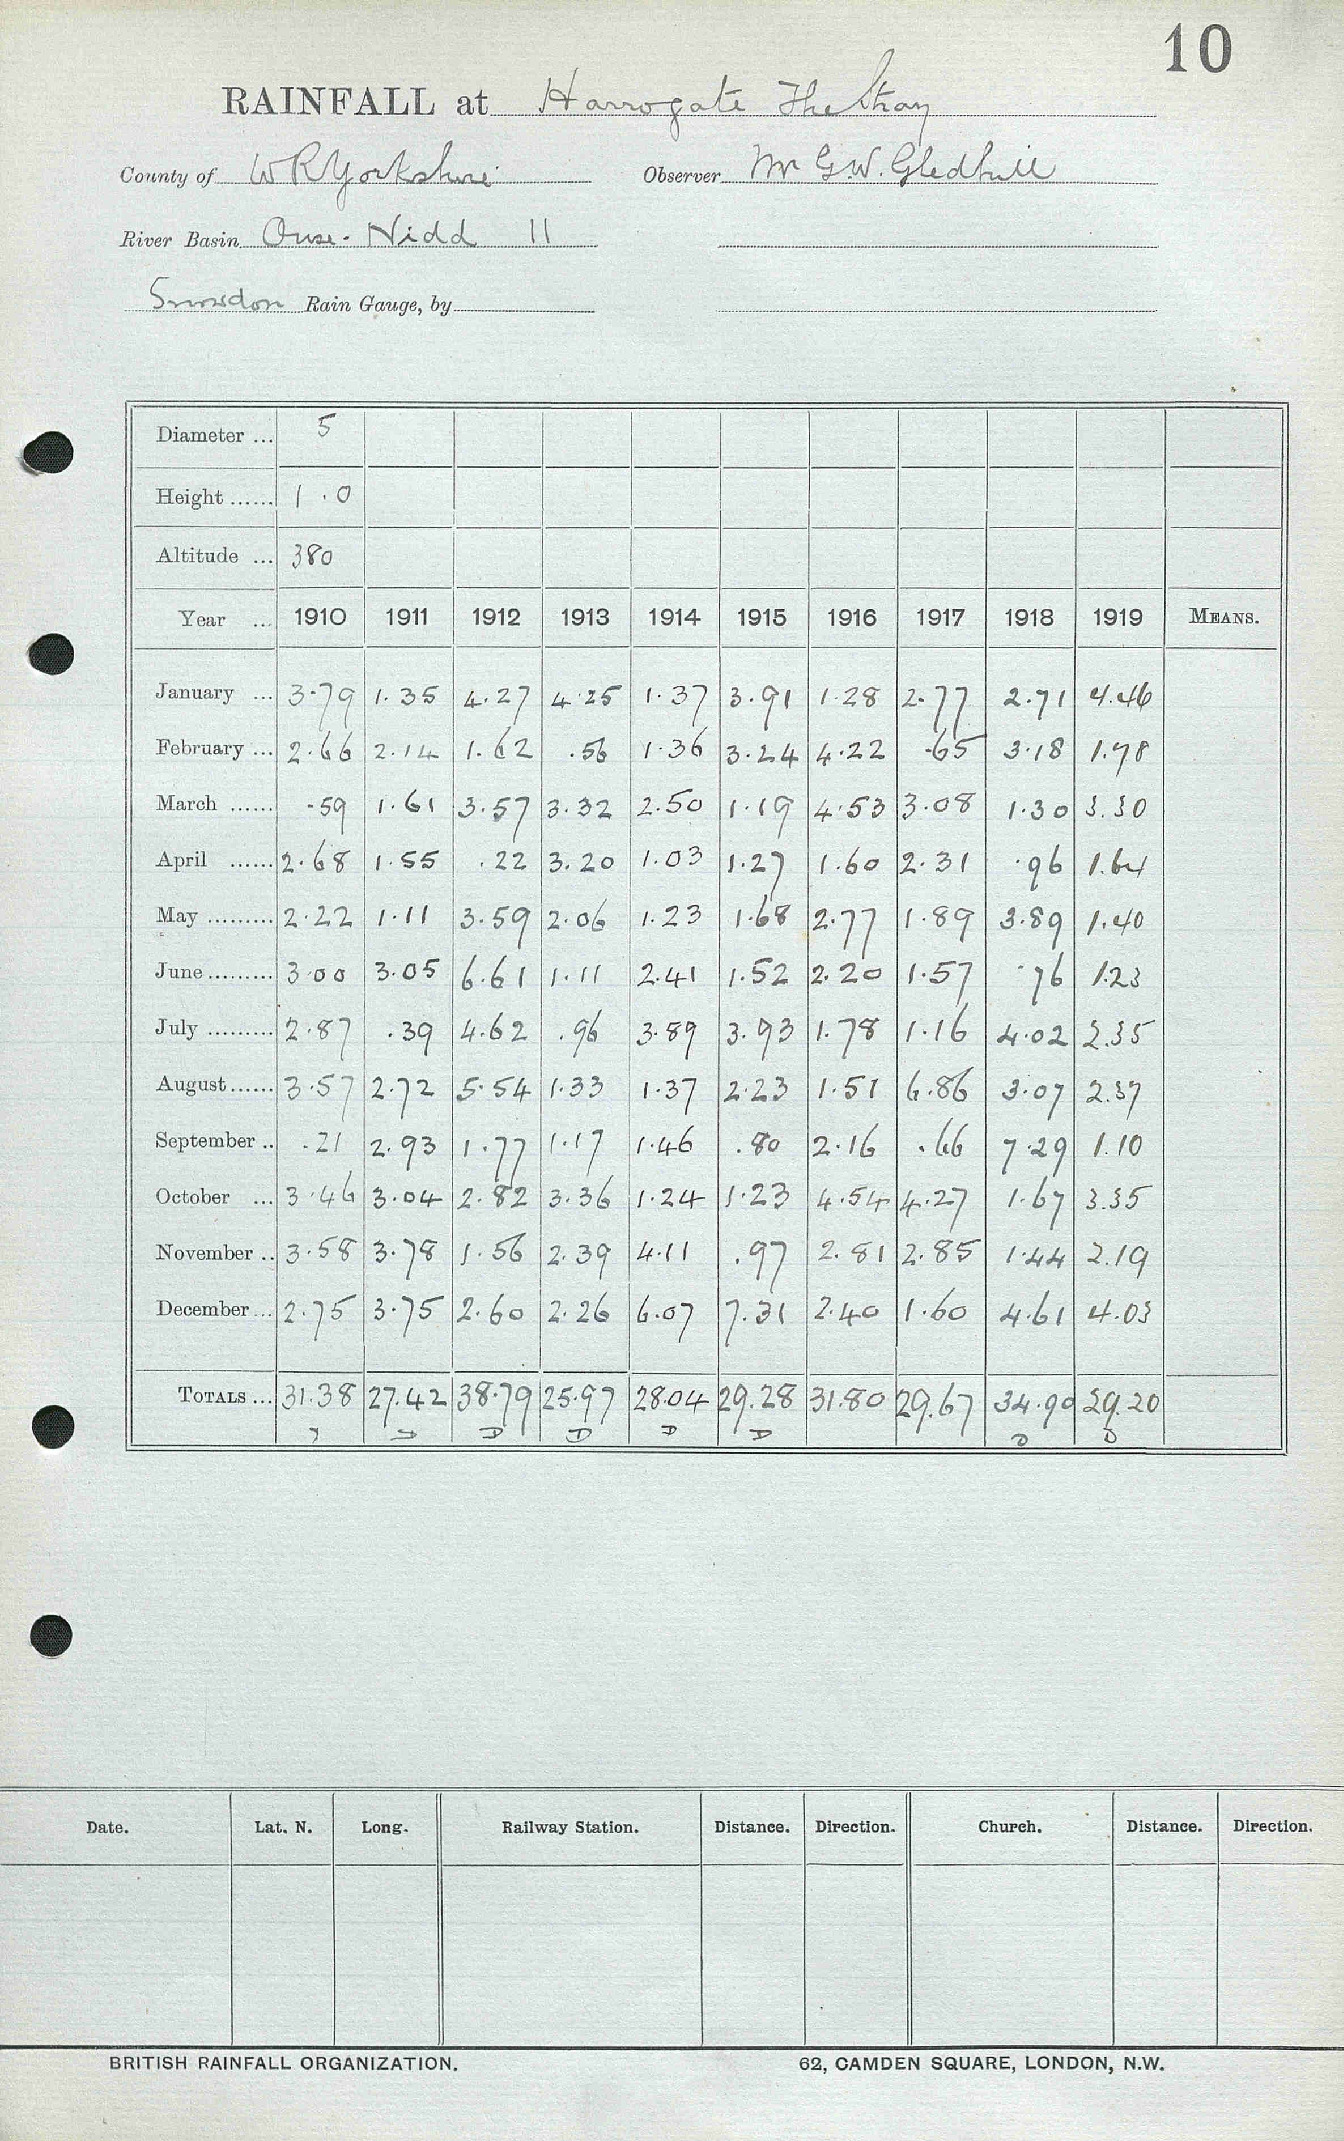 10
RAINFALL at Harrogate The Stray
County of W R Yorkshire Observer Mr G.W. Gledhill
River Basin Ouse - Nidd 11
Snowdon Rain Gauge, by
Diameter ... 5
Height ...... 1.0
Altitude ... 380
Year ... 1910 1911 1912 1913 1914 1915 1916 1917 1918 1919 MEANS.
January ... 3.79 1.35 4.27 4.25 1.37 3.91 1.28 2.77 2.71 4.46
February ... 2.66 2.14 1.62 .56 1.36 3.24 4.22 .65 3.18 1.78
March ...... .59 1.61 3.57 3.32 2.50 1.19 4.53 3.08 1.30 3.30
April ...... 2.68 1.55 .22 3.20 1.03 1.27 1.60 2.31 .96 1.64
May ......... 2.22 1.11 3.59 2.06 1.23 1.68 2.77 1.89 3.89 1.40
June ......... 3.00 3.05 6.61 1.11 2.41 1.52 2.20 1.57 .76 1.23
July ......... 2.87 .39 4.62 .96 3.89 3.93 1.78 1.16 4.02 2.35
August ...... 3.57 2.72 5.54 1.33 1.37 2.23 1.51 6.86 3.07 2.37
September .. .21 2.93 1.77 1.17 1.46 .80 2.16 .66 7.29 1.10
October ... 3.46 3.04 2.82 3.36 1.24 1.23 4.54 4.27 1.67 3.35
November .. 3.58 3.78 1.56 2.39 4.11 .97 2.81 2.85 1.44 2.19
December ... 2.75 3.75 2.60 2.26 6.07 7.31 2.40 1.60 4.61 4.03
TOTALS ... 31.38 27.42 38.79 25.97 28.04 29.28 31.80 29.67 34.90 29.20
Date. Lat. N. Long. Railway Station. Distance. Direction. Church. Distance. Direction.
BRITISH RAINFALL ORGANIZATION. 62, CAMDEN SQUARE, LONDON, N.W.